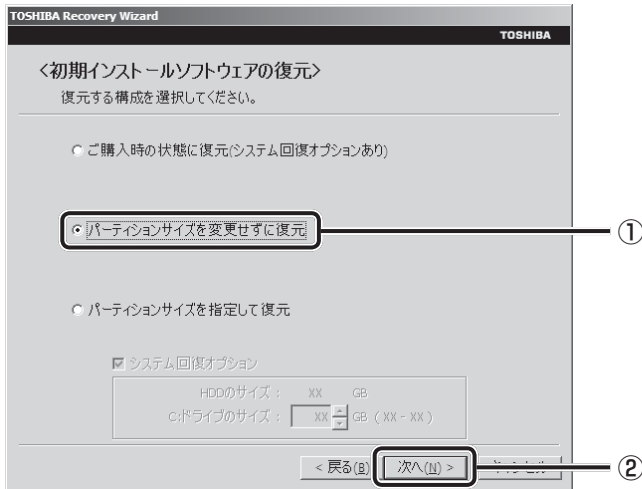 TOSHIBA Recovery Wizard
TOSHIBA
<初期インストールソフトウェアの復元>
復元する構成を選択してください。
ご購入時の状態に復元(システム回復オプションあり)
パーティションサイズを変更せずに復元
①
パーティションサイズを指定して復元
システム回復オプション
HDDのサイズ： XX GB
C:ドライブのサイズ： XX GB ( XX - XX )
< 戻る(B) 次へ(N) >
②